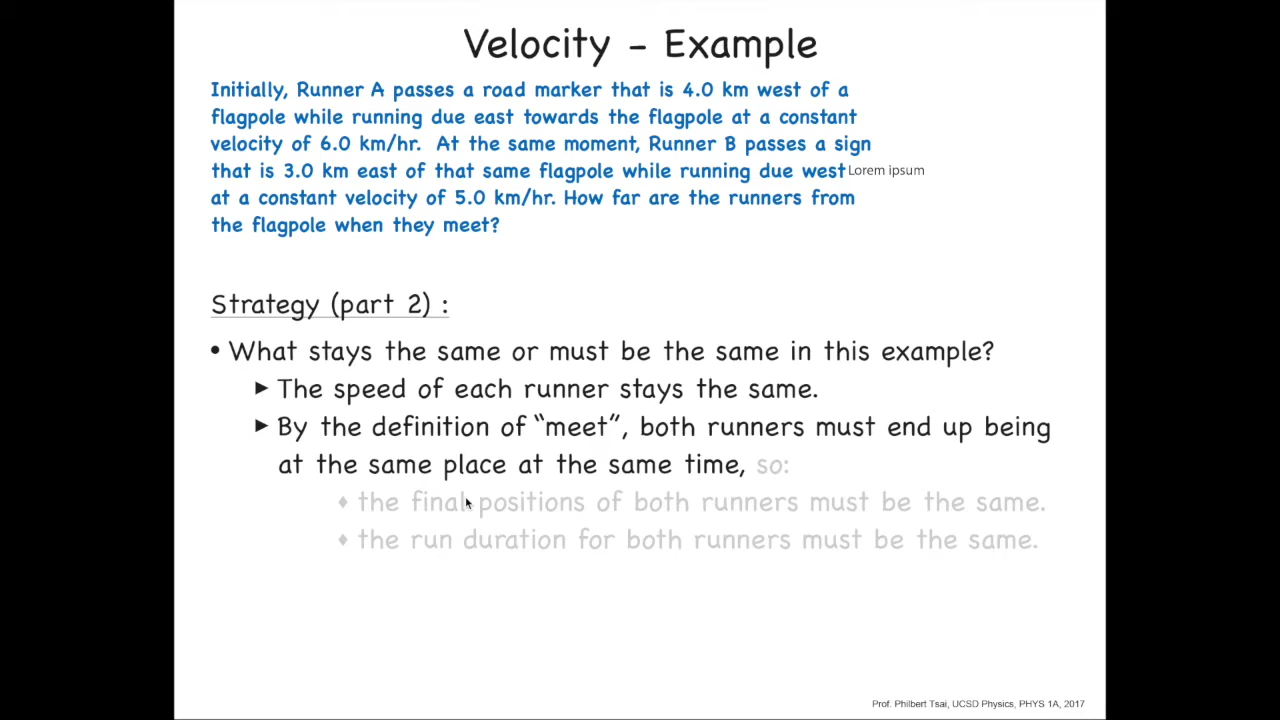 Velocity – Example
Initially, Runner A passes a road marker that is 4.0 km west of a
flagpole while running due east towards the flagpole at a constant
velocity of 6.0 km/hr.  At the same moment, Runner B passes a sign
that is 3.0 km east of that same flagpole while running due west
Lorem ipsum
at a constant velocity of 5.0 km/hr. How far are the runners from
the flagpole when they meet?
Strategy (part 2) :
• What stays the same or must be the same in this example?
▶ The speed of each runner stays the same.
▶ By the definition of “meet”, both runners must end up being
at the same place at the same time, so:
♦ the final positions of both runners must be the same.
♦ the run duration for both runners must be the same.
Prof. Philbert Tsai, UCSD Physics, PHYS 1A, 2017